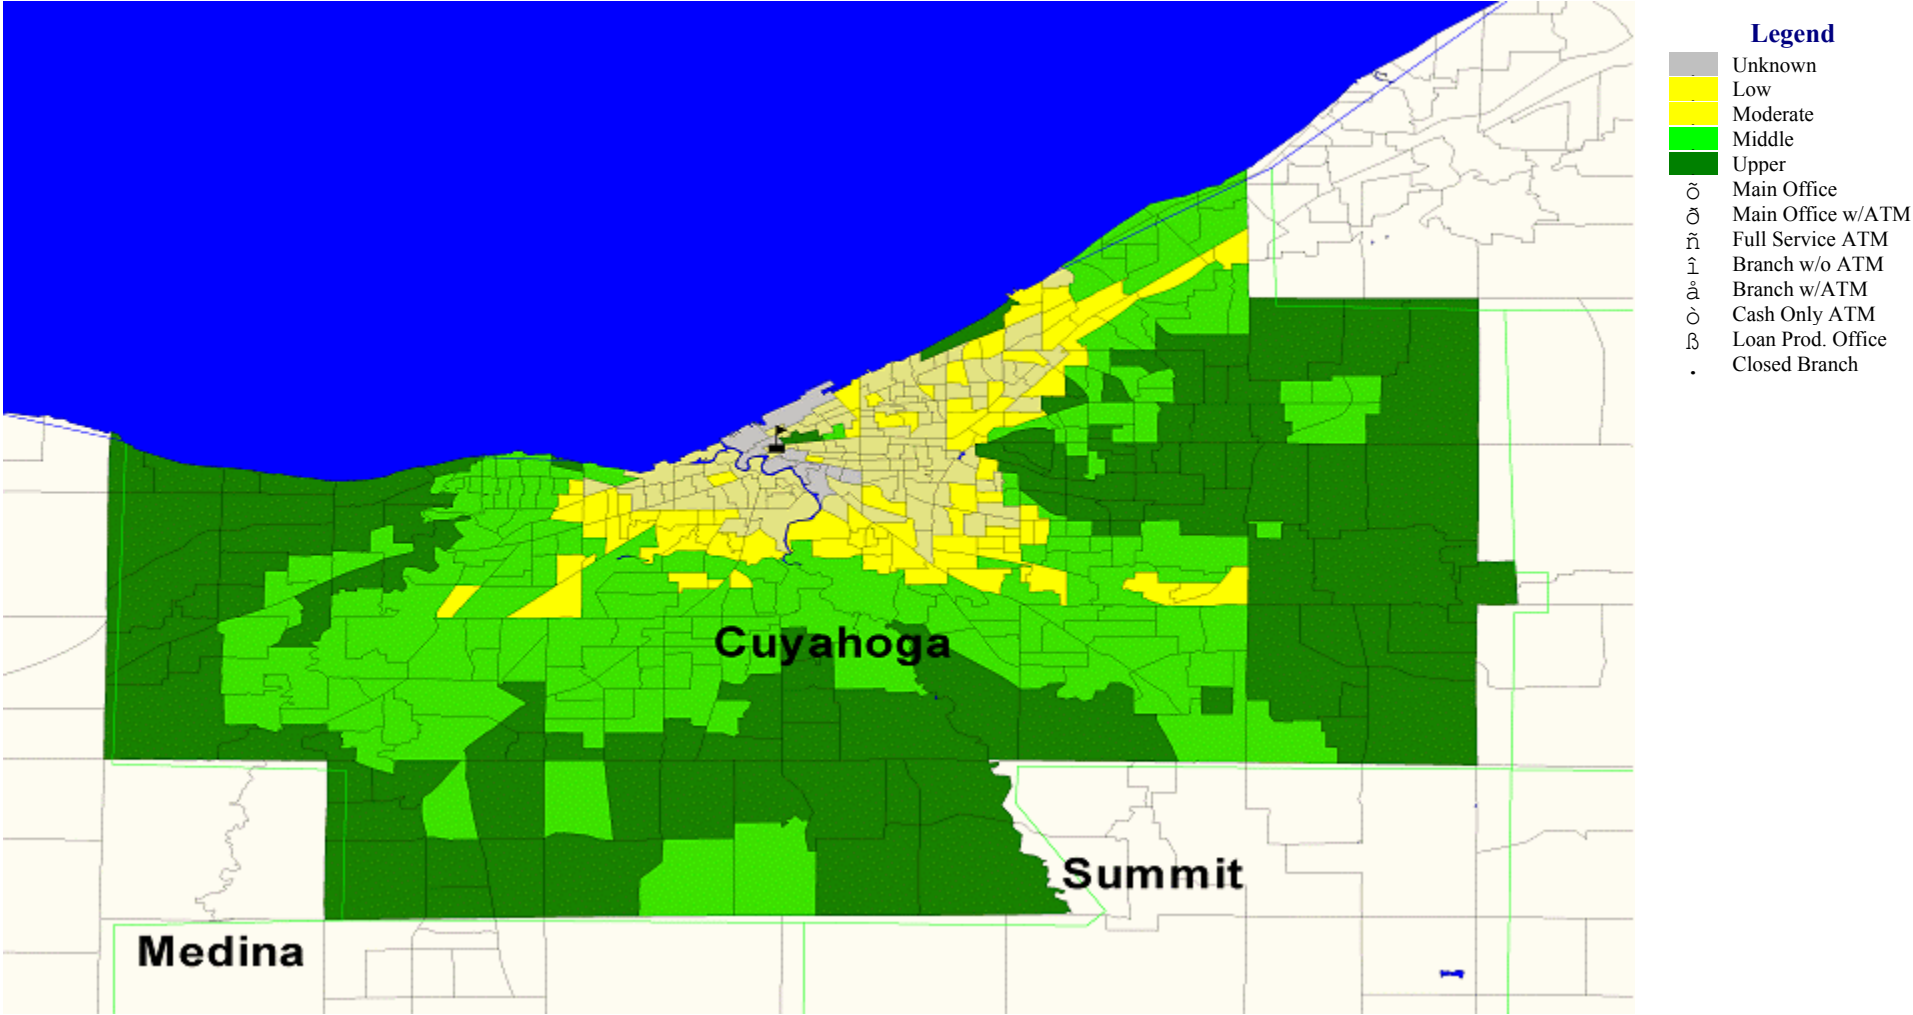 Legend
Unknown
Low
Moderate
Middle
Upper
õ Main Office
ð Main Office w/ATM
ñ Full Service ATM
î Branch w/o ATM
å Branch w/ATM
ò Cash Only ATM
ß Loan Prod. Office
. Closed Branch
Cuyahoga
Summit
Medina